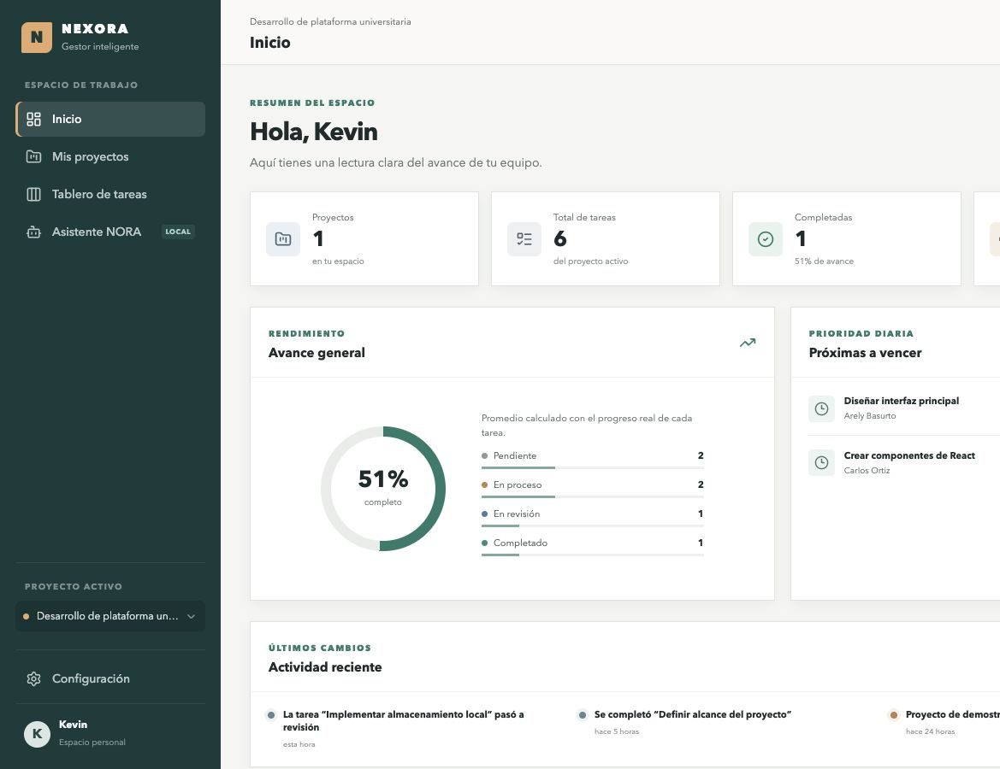 N
NEXORA
Gestor inteligente
ESPACIO DE TRABAJO
Inicio
Mis proyectos
Tablero de tareas
Asistente NORA
LOCAL
PROYECTO ACTIVO
Desarrollo de plataforma un...
Configuración
K
Kevin
Espacio personal
Desarrollo de plataforma universitaria
Inicio
RESUMEN DEL ESPACIO
Hola, Kevin
Aquí tienes una lectura clara del avance de tu equipo.
Proyectos
1
en tu espacio
Total de tareas
6
del proyecto activo
Completadas
1
51% de avance
RENDIMIENTO
Avance general
51%
completo
Promedio calculado con el progreso real de cada
tarea.
Pendiente 2
En proceso 2
En revisión 1
Completado 1
PRIORIDAD DIARIA
Próximas a vencer
Diseñar interfaz principal
Arely Basurto
Crear componentes de React
Carlos Ortiz
ÚLTIMOS CAMBIOS
Actividad reciente
La tarea “Implementar almacenamiento local” pasó a
revisión
esta hora
Se completó “Definir alcance del proyecto”
hace 5 horas
Proyecto de
hace 24 horas